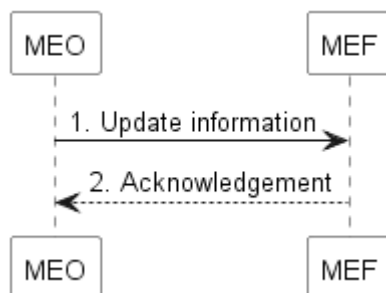 MEO MEF
1. Update information
2. Acknowledgement
MEO MEF